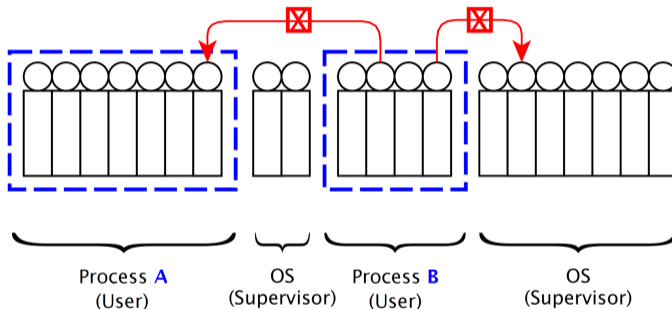 Process A
(User)
OS
(Supervisor)
Process B
(User)
OS
(Supervisor)